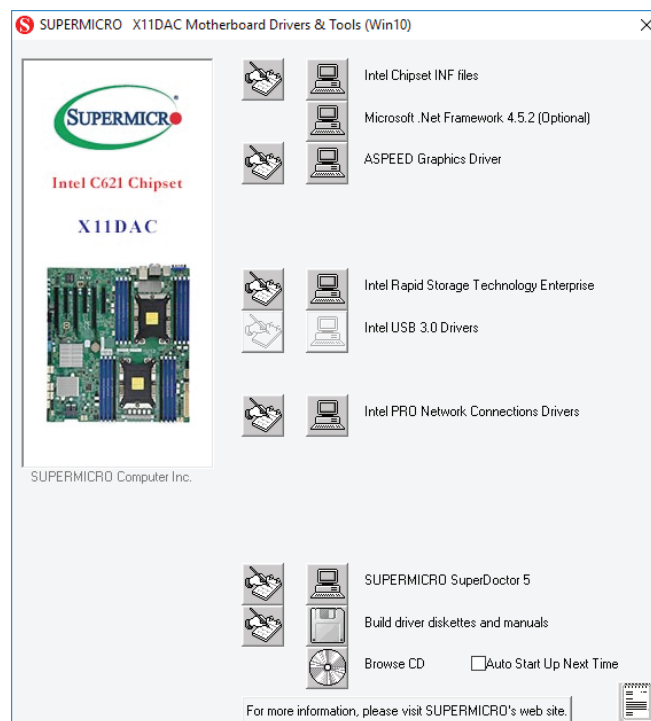 SUPERMICRO X11DAC Motherboard Drivers & Tools (Win10)
SUPERMICR
Intel C621 Chipset
X11DAC
SUPERMICRO Computer Inc.
Intel Chipset INF files
Microsoft .Net Framework 4.5.2 (Optional)
ASPEED Graphics Driver
Intel Rapid Storage Technology Enterprise
Intel USB 3.0 Drivers
Intel PRO Network Connections Drivers
SUPERMICRO SuperDoctor 5
Build driver diskettes and manuals
Browse CD Auto Start Up Next Time
For more information, please visit SUPERMICRO's web site.